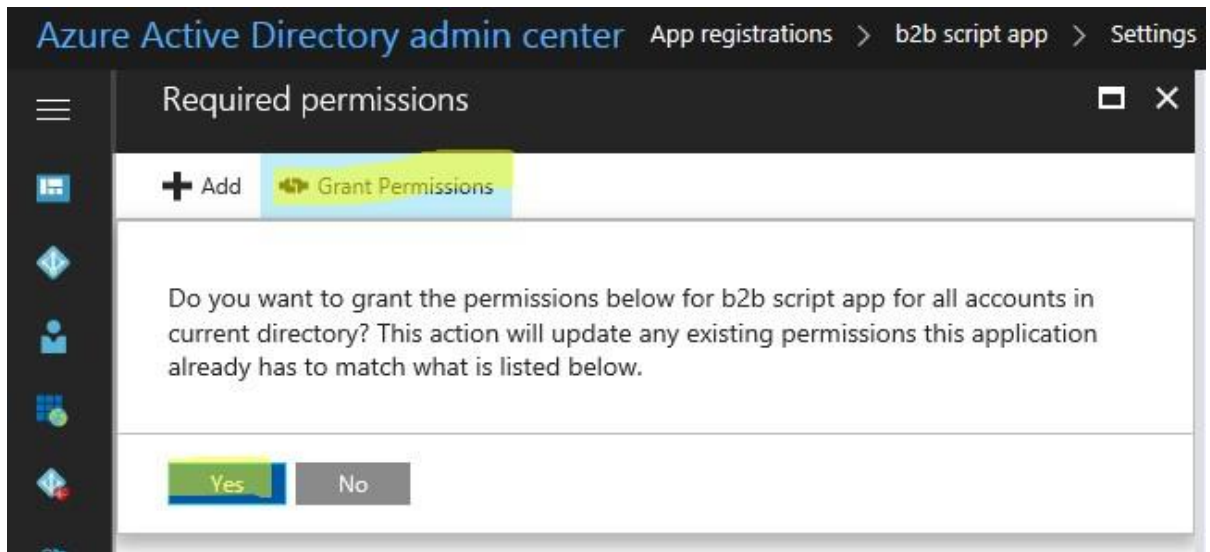 Azure Active Directory admin center App registrations > b2b script app > Settings
Required permissions
Add Grant Permissions
Do you want to grant the permissions below for b2b script app for all accounts in
current directory? This action will update any existing permissions this application
already has to match what is listed below.
Yes No